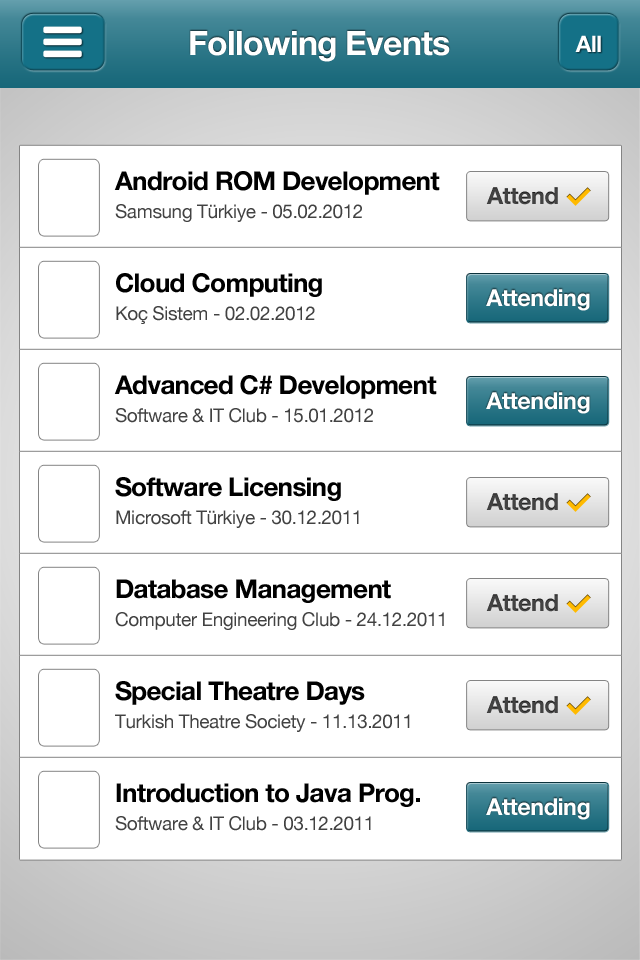 Following Events
All
Android ROM Development
Samsung Türkiye - 05.02.2012
Attend
Cloud Computing
Koç Sistem - 02.02.2012
Attending
Advanced C# Development
Software & IT Club - 15.01.2012
Attending
Software Licensing
Microsoft Türkiye - 30.12.2011
Attend
Database Management
Computer Engineering Club - 24.12.2011
Attend
Special Theatre Days
Turkish Theatre Society - 11.13.2011
Attend
Introduction to Java Prog.
Software & IT Club - 03.12.2011
Attending